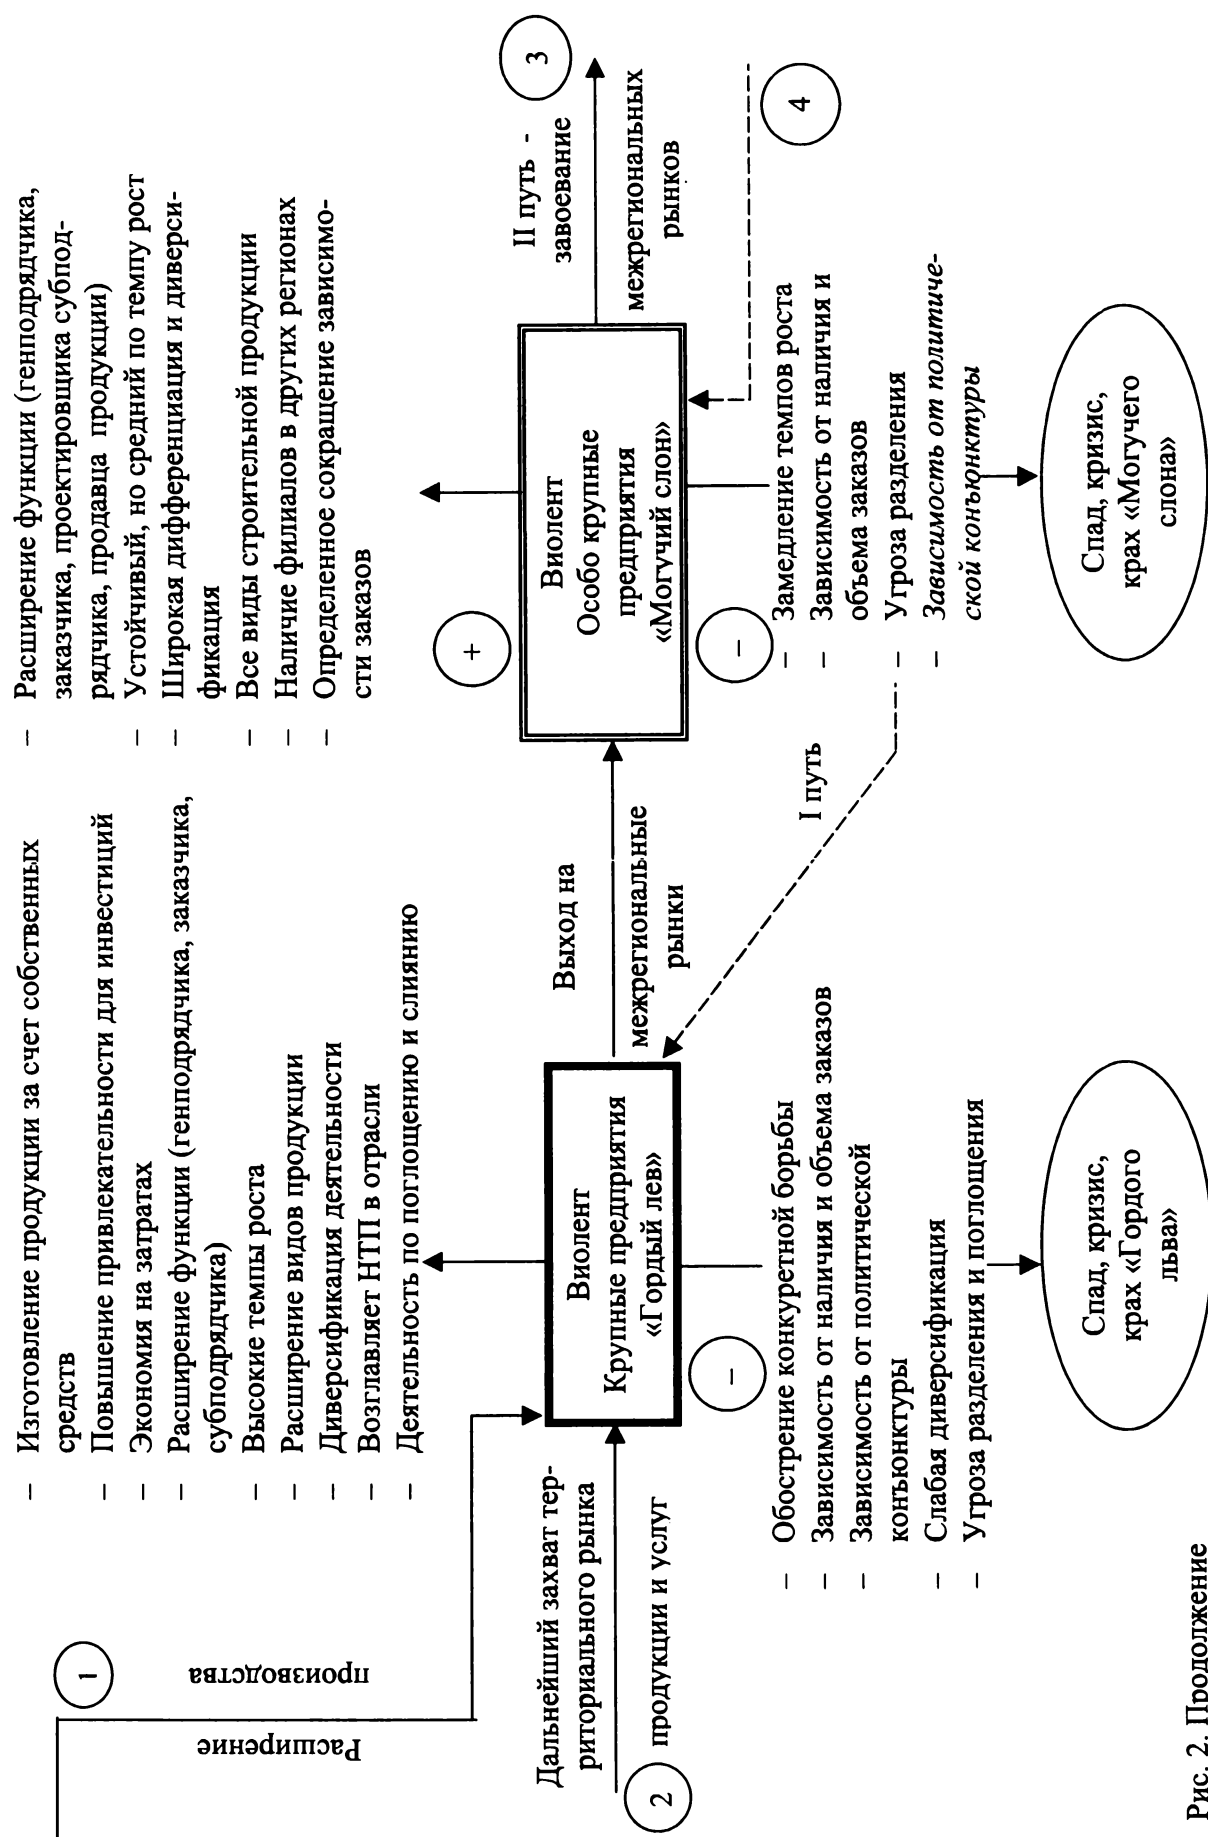 1
Расширение
производства
– Изготовление продукции за счет собственных
средств
– Повышение привлекательности для инвестиций
– Экономия на затратах
– Расширение функции (генподрядчика, заказчика,
субподрядчика)
– Высокие темпы роста
– Расширение видов продукции
– Диверсификация деятельности
– Возглавляет НТП в отрасли
– Деятельность по поглощению и слиянию
– Расширение функции (генподрядчика,
заказчика, проектировщика субпод-
рядчика, продавца продукции)
– Устойчивый, но средний по темпу рост
– Широкая дифференциация и диверси-
фикация
– Все виды строительной продукции
– Наличие филиалов в других регионах
– Определенное сокращение зависимо-
сти заказов
Дальнейший захват тер-
риториального рынка
продукции и услуг
2
Виолент
Крупные предприятия
«Гордый лев»
–
Выход на
межрегиональные
рынки
+
Виолент
Особо крупные
предприятия
«Могучий слон»
–
II путь -
завоевание
межрегиональных
рынков
3
4
I путь
– Обострение конкуретной борьбы
– Зависимость от наличия и объема заказов
– Зависимость от политической
конъюнктуры
– Слабая диверсификация
– Угроза разделения и поглощения
– Замедление темпов роста
– Зависимость от наличия и
объема заказов
– Угроза разделения
– Зависимость от политиче-
ской конъюнктуры
Спад, кризис,
крах «Гордого
льва»
Спад, кризис,
крах «Могучего
слона»
Рис. 2. Продолжение